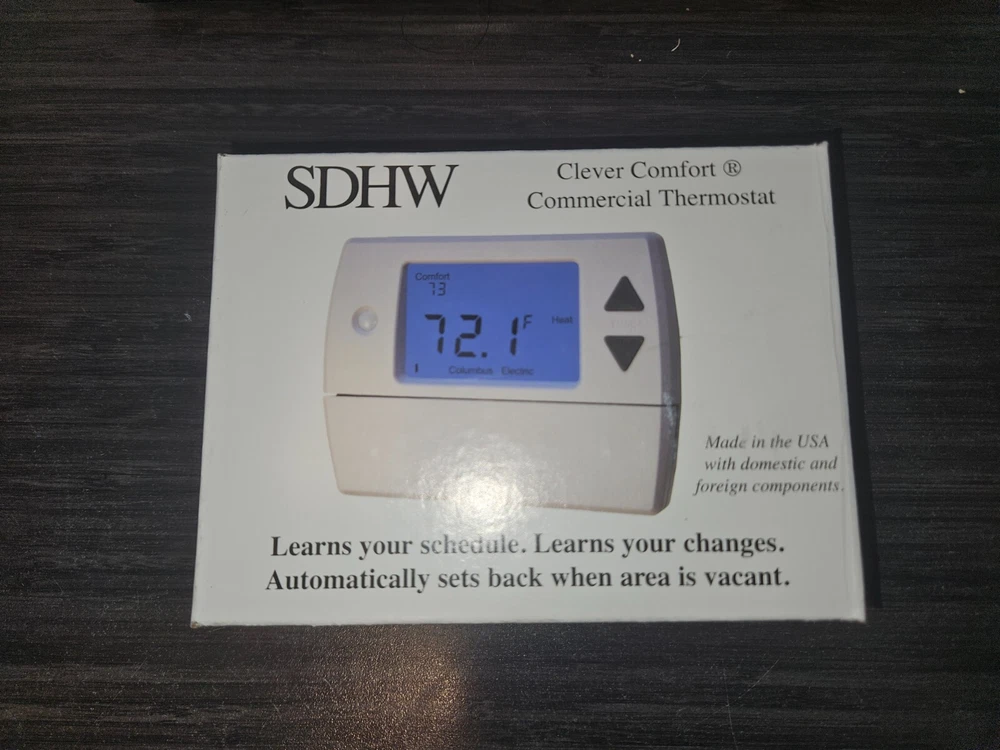 SDHW
Clever Comfort ®
Commercial Thermostat
Comfort
73
72.1 F
Heat
Columbus Electric
Made in the USA
with domestic and
foreign components.
Learns your schedule. Learns your changes.
Automatically sets back when area is vacant.